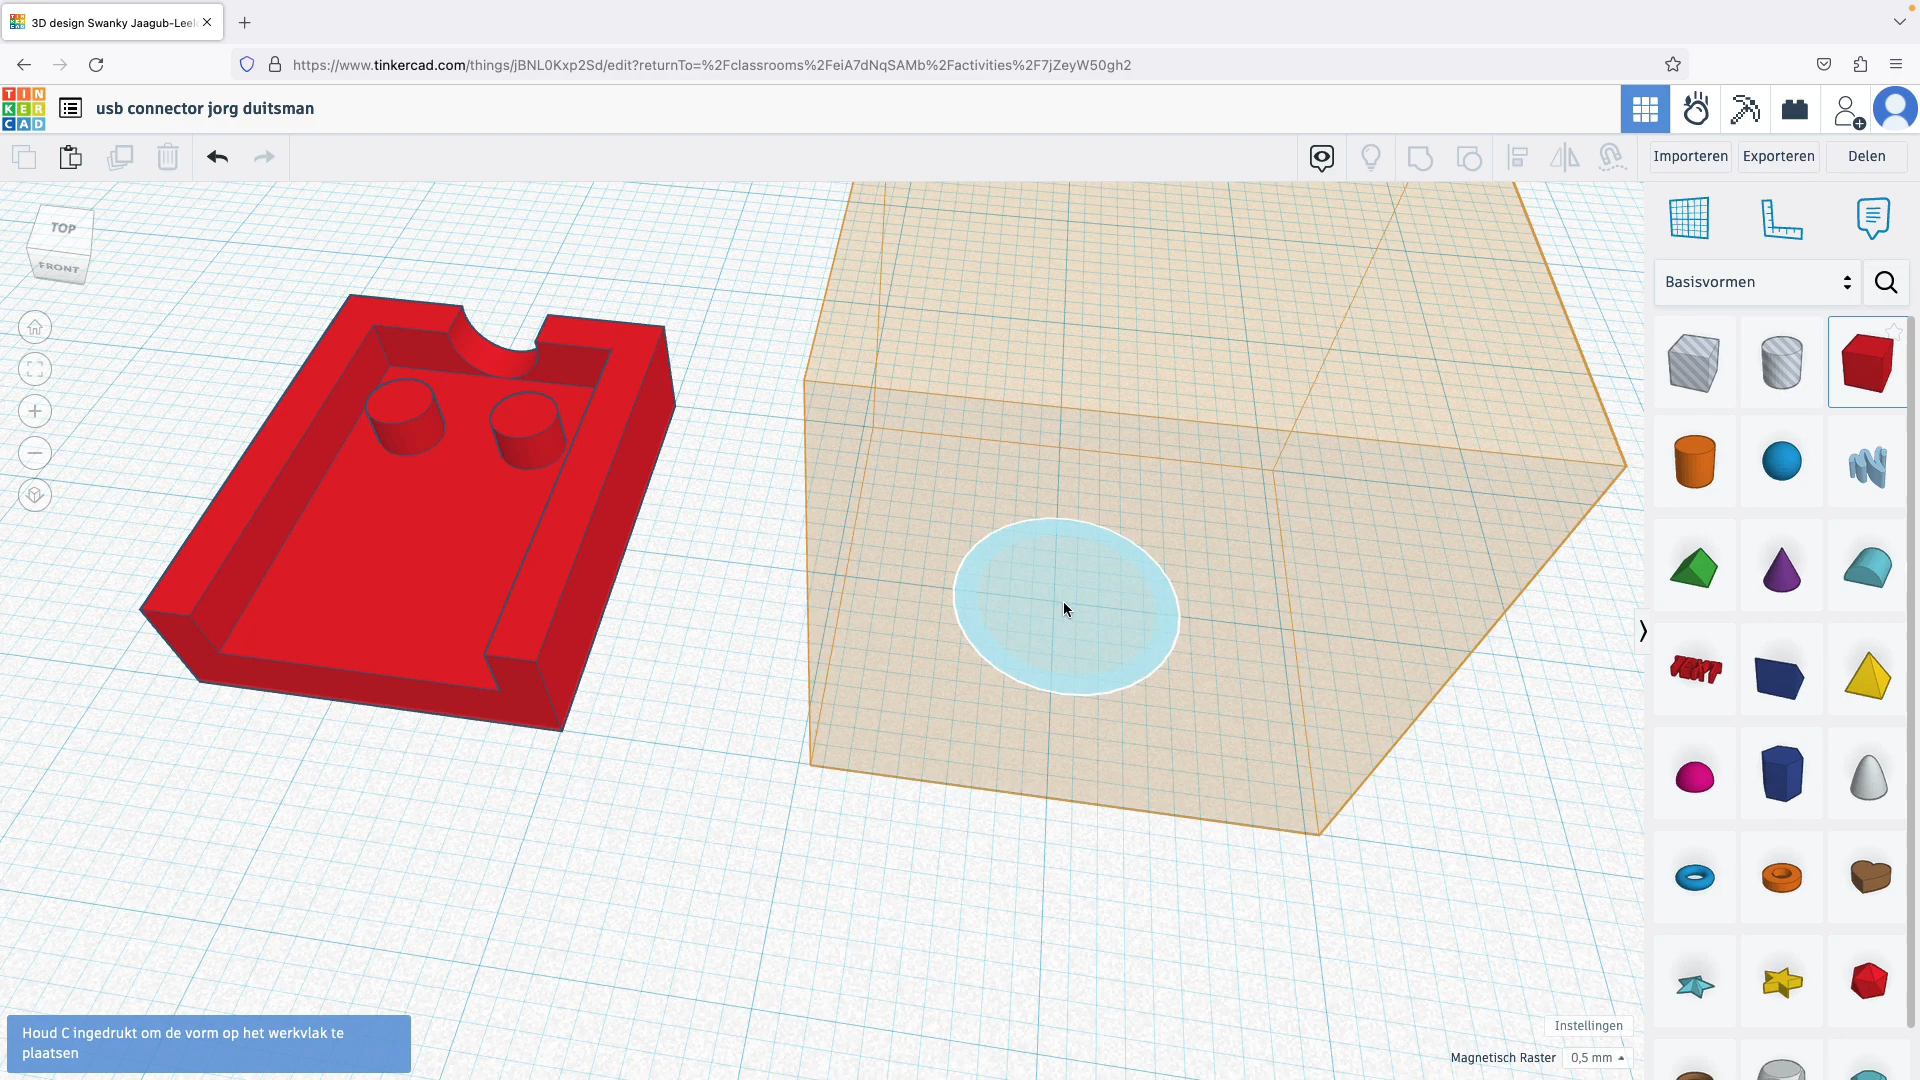 3D design Swanky Jaagub-Leel
https://www.tinkercad.com/things/jBNL0Kxp2Sd/edit?returnTo=%2Fclassrooms%2FeiA7dNqSAMb%2Factivities%2F7jZeyW50gh2
TIN
KER
CAD
usb connector jorg duitsman
Importeren
Exporteren
Delen
TOP
FRONT
Basisvormen
TEXT
Houd C ingedrukt om de vorm op het werkvlak te
plaatsen
Instellingen
Magnetisch Raster
0,5 mm